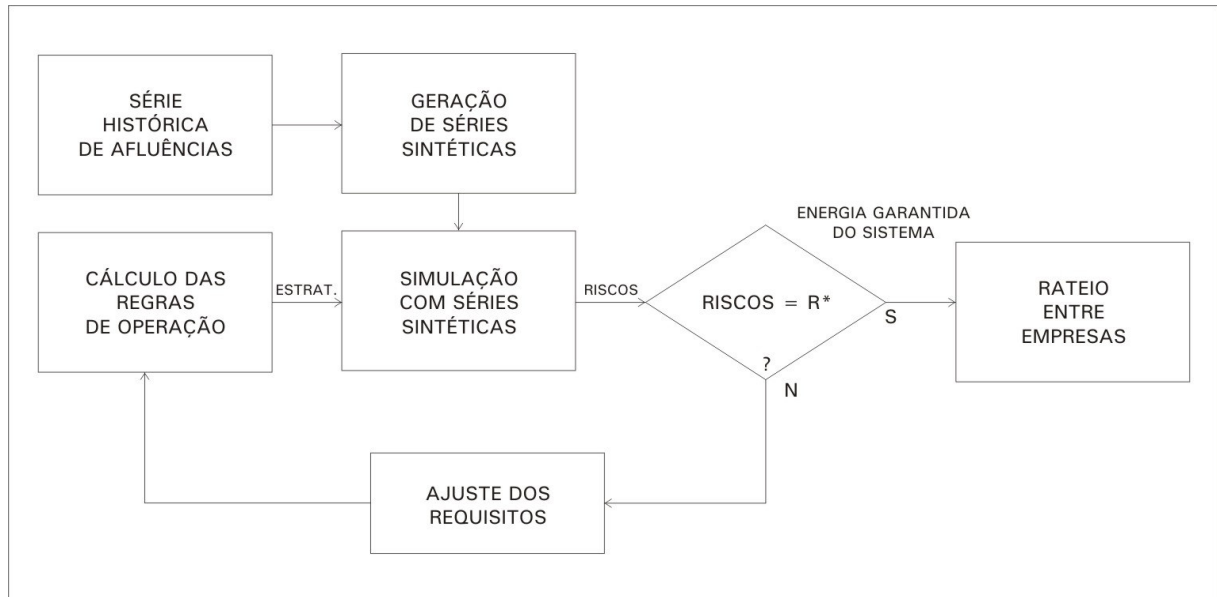 SÉRIE
HISTÓRICA
DE AFLUÊNCIAS
GERAÇÃO
DE SÉRIES
SINTÉTICAS
CÁLCULO DAS
REGRAS
DE OPERAÇÃO
ESTRAT.
SIMULAÇÃO
COM SÉRIES
SINTÉTICAS
RISCOS
RISCOS = R*
?
ENERGIA GARANTIDA
DO SISTEMA
S
N
RATEIO
ENTRE
EMPRESAS
AJUSTE DOS
REQUISITOS